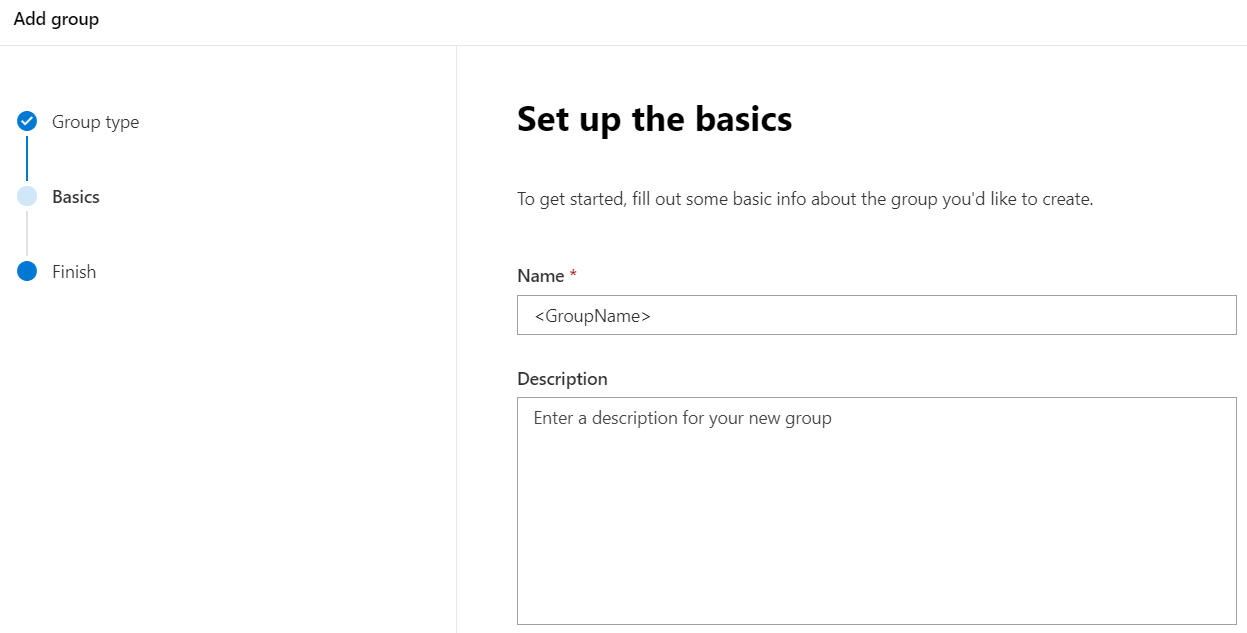 Add group
Group type
Basics
Finish
Set up the basics
To get started, fill out some basic info about the group you'd like to create.
Name *
<GroupName>
Description
Enter a description for your new group